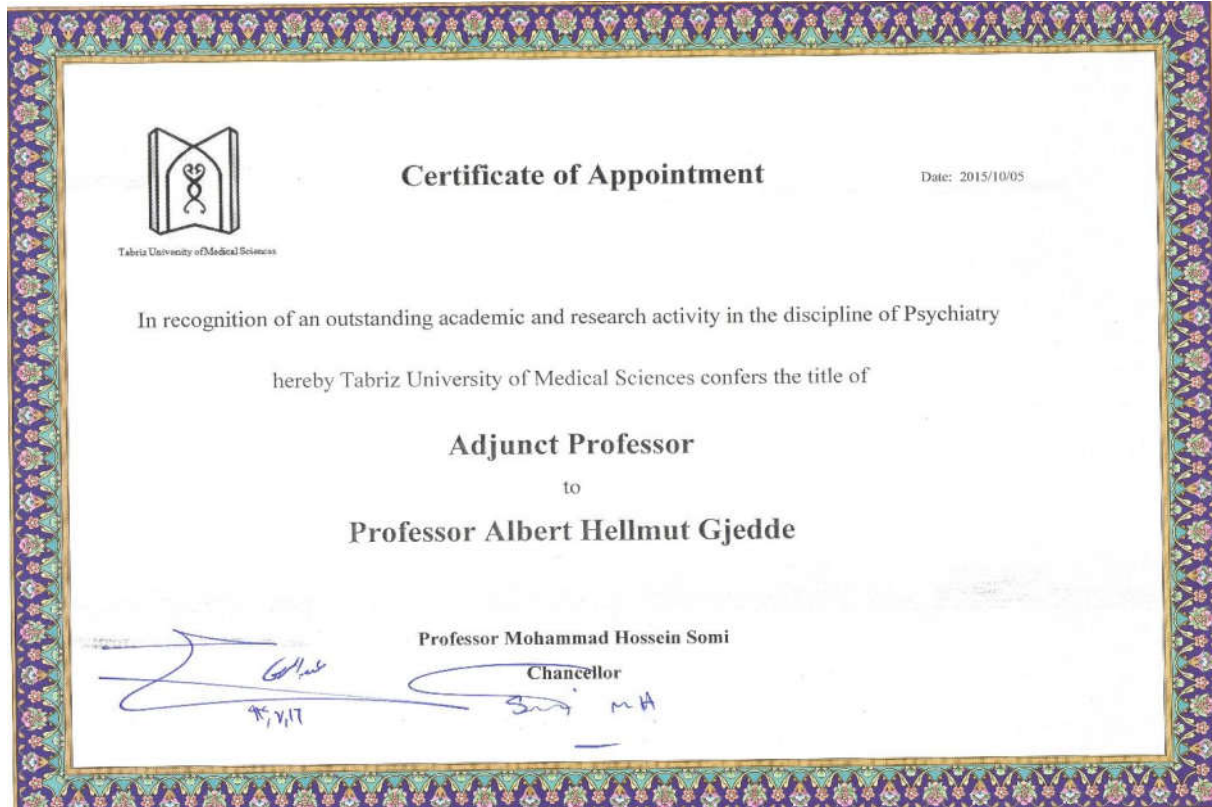 Certificate of Appointment
Date: 2015/10/05
Tabriz University of Medical Sciences
In recognition of an outstanding academic and research activity in the discipline of Psychiatry
hereby Tabriz University of Medical Sciences confers the title of
Adjunct Professor
to
Professor Albert Hellmut Gjedde
Professor Mohammad Hossein Somi
Chancellor